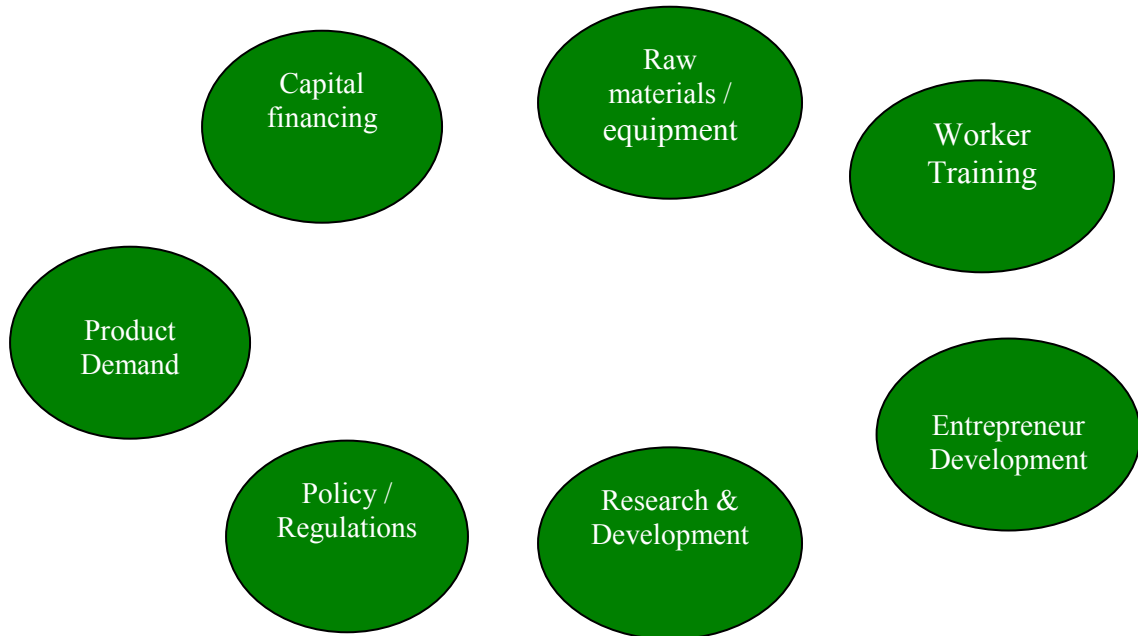 Capital
financing
Raw
materials /
equipment
Worker
Training
Product
Demand
Entrepreneur
Development
Policy /
Regulations
Research &
Development